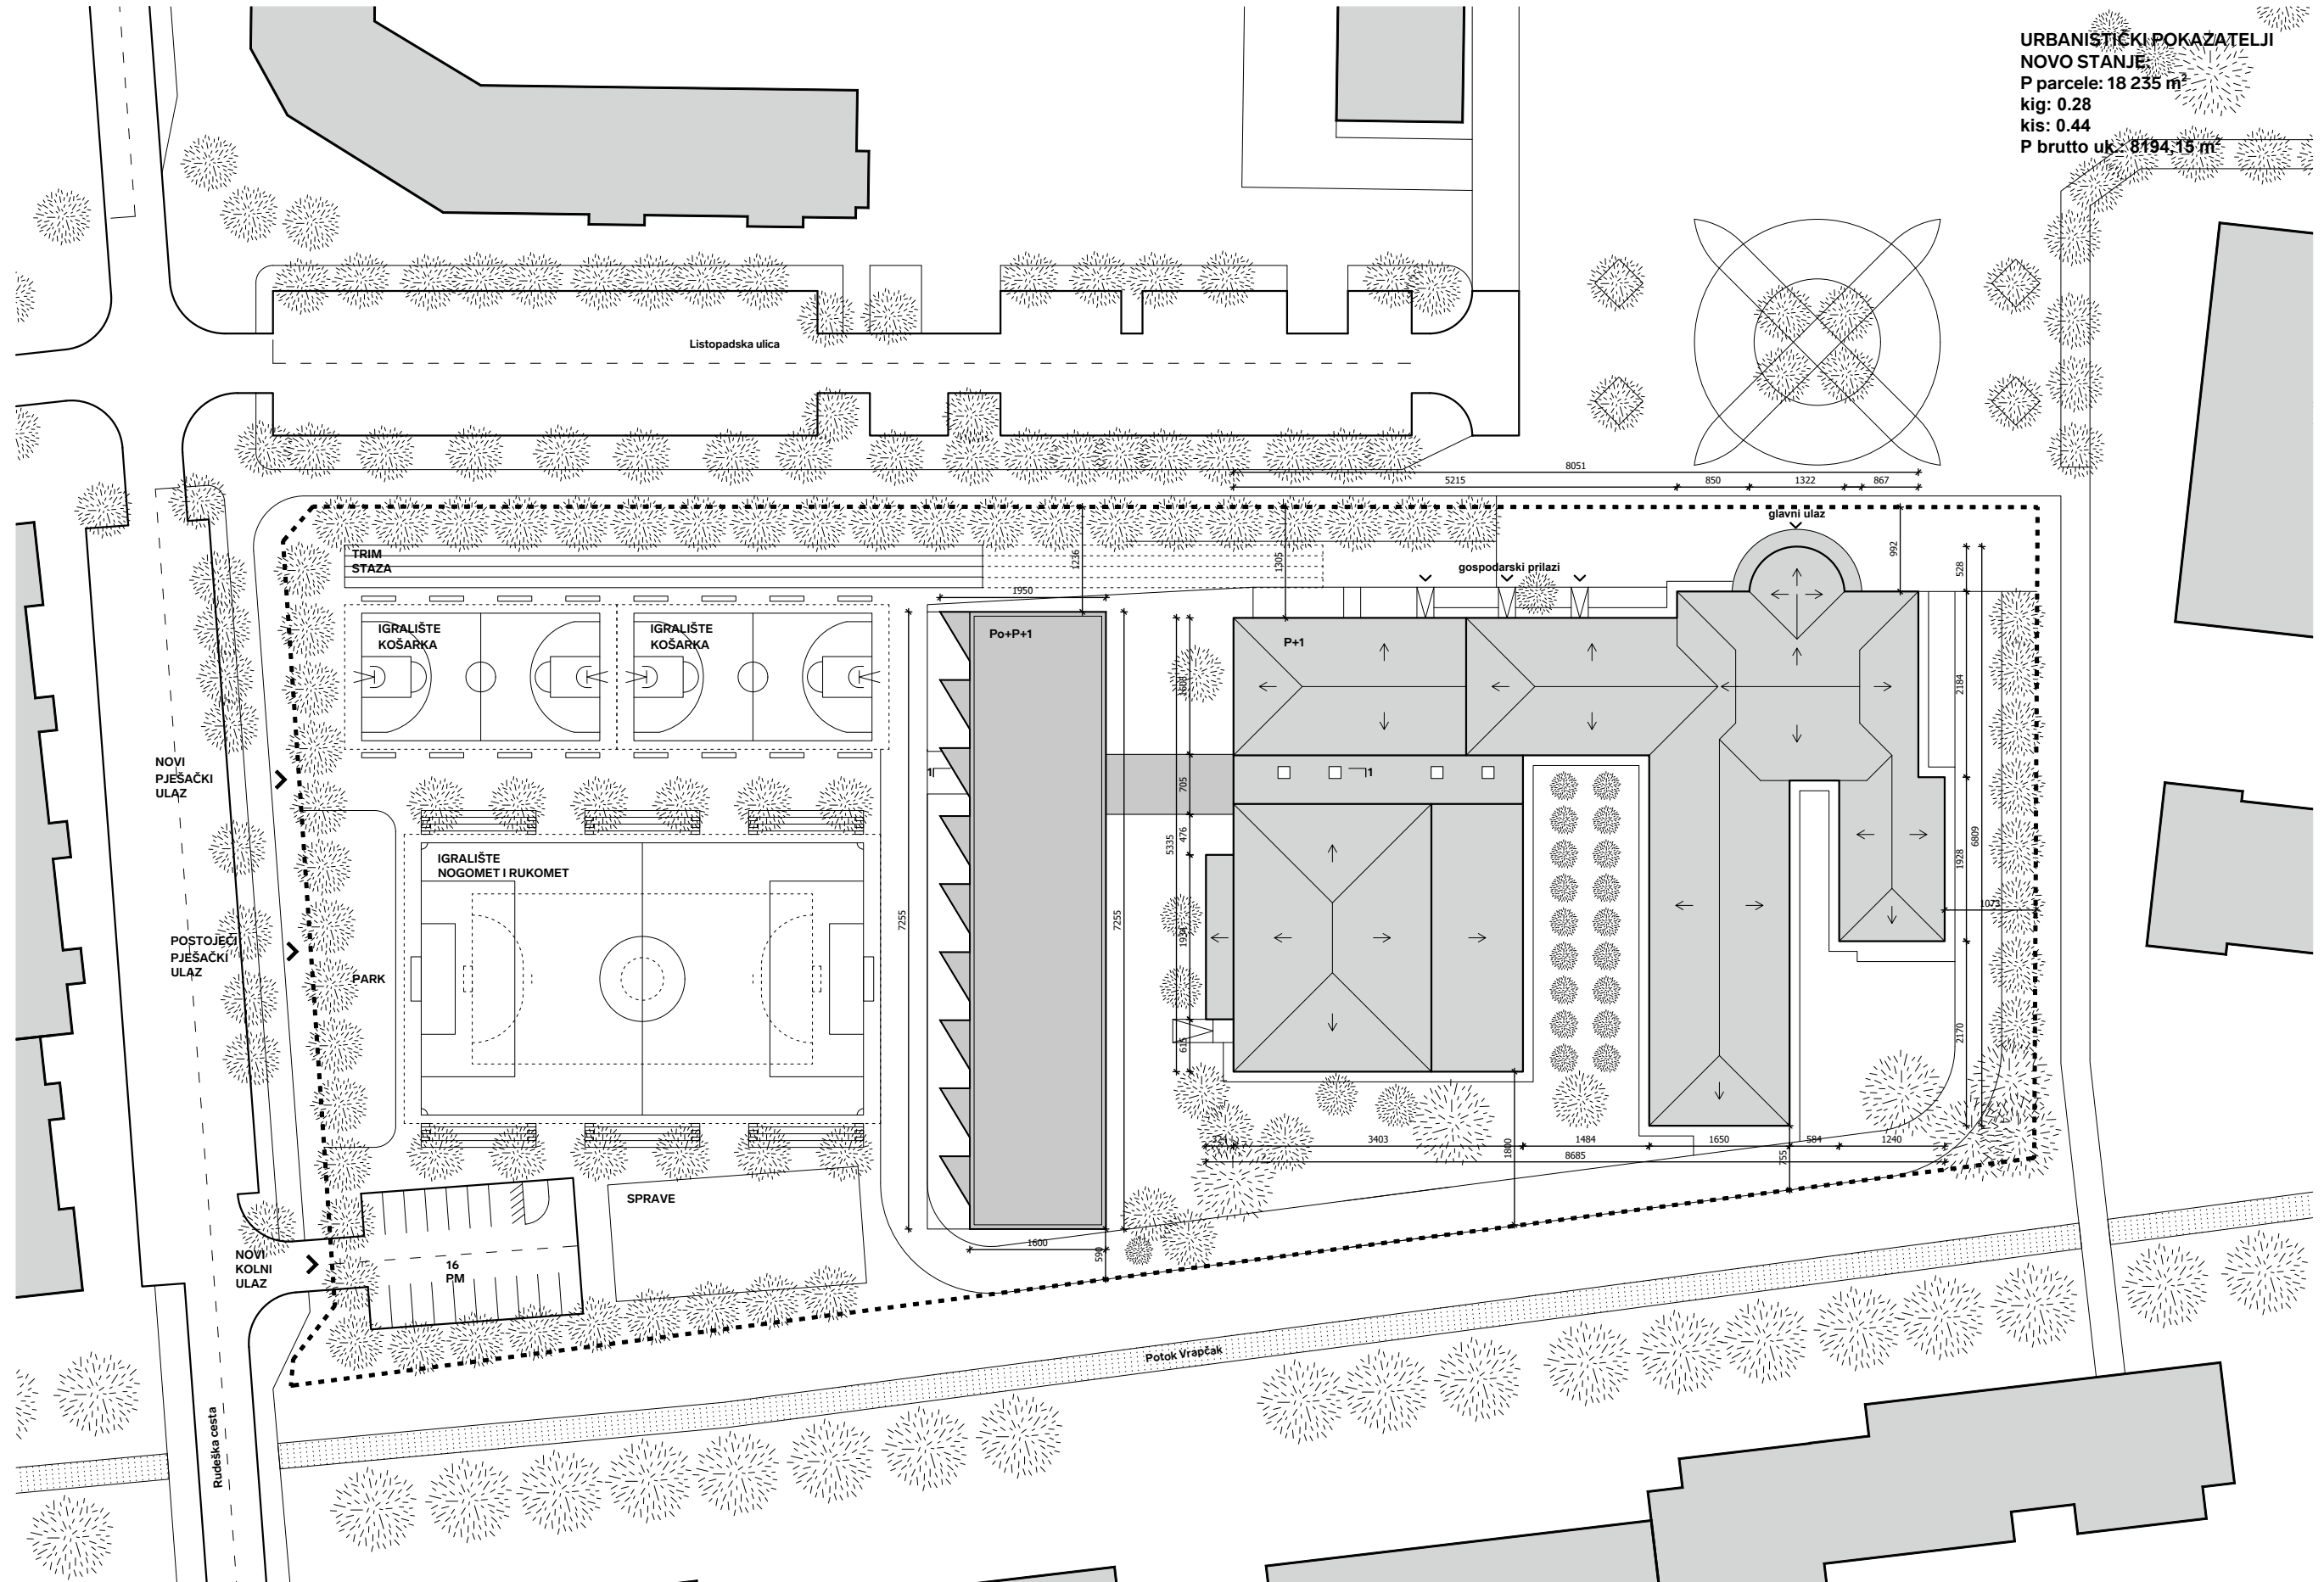 URBANISTIČKI POKAZATELJI
NOVO STANJE:
P parcele: 18 235 m²
kig: 0.28
kis: 0.44
P brutto uk.: 8194,15 m²
Listopadska ulica
8051
5215
850
1322
867
glavni ulaz
gospodarski prilazi
TRIM
STAZA
1236
1305
992
528
1950
IGRALIŠTE
KOŠARKA
IGRALIŠTE
KOŠARKA
Po+P+1
P+1
2184
NOVI
PJEŠAČKI
ULAZ
1
1
705
476
5335
1928
6809
IGRALIŠTE
NOGOMET I RUKOMET
7255
7255
1073
POSTOJEĆI
PJEŠAČKI
ULAZ
PARK
2170
615
3403
1484
1650
584
1240
8685
1800
755
SPRAVE
1600
590
NOVI
KOLNI
ULAZ
16
PM
Potok Vrapčak
Rudeška cesta